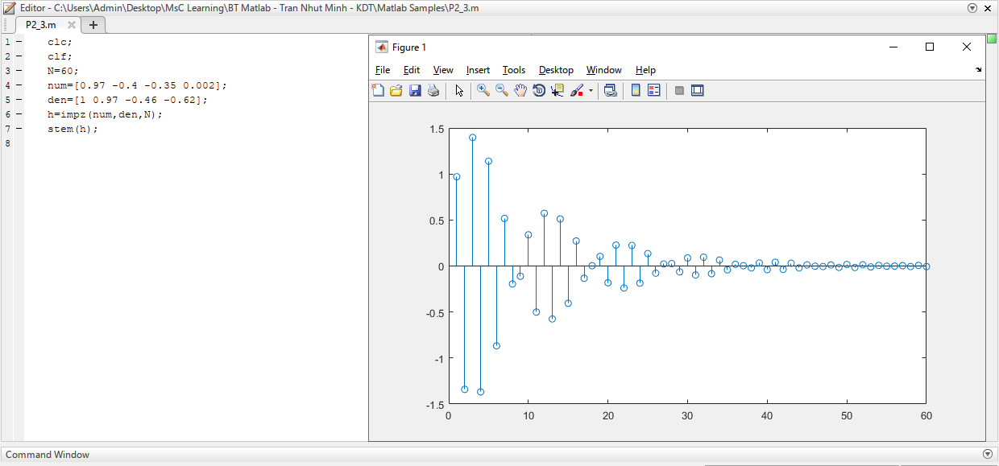 Editor - C:\Users\Admin\Desktop\MsC Learning\BT Matlab - Tran Nhut Minh - KDT\Matlab Samples\P2_3.m
P2_3.m
1 clc;
2 clf;
3 N=60;
4 num=[0.97 -0.4 -0.35 0.002];
5 den=[1 0.97 -0.46 -0.62];
6 h=impz(num,den,N);
7 stem(h);
8
Figure 1
File Edit View Insert Tools Desktop Window Help
1.5
1
0.5
0
-0.5
-1
-1.5
0 10 20 30 40 50 60
Command Window